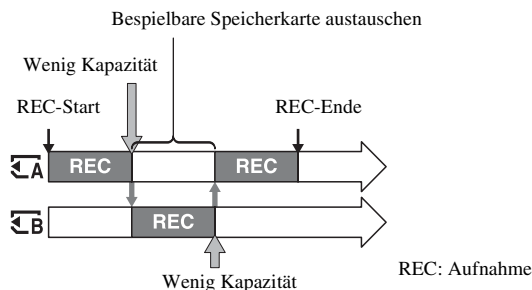 Bespielbare Speicherkarte austauschen
Wenig Kapazität
REC-Start
REC-Ende
A REC REC
B REC
Wenig Kapazität
REC: Aufnahme